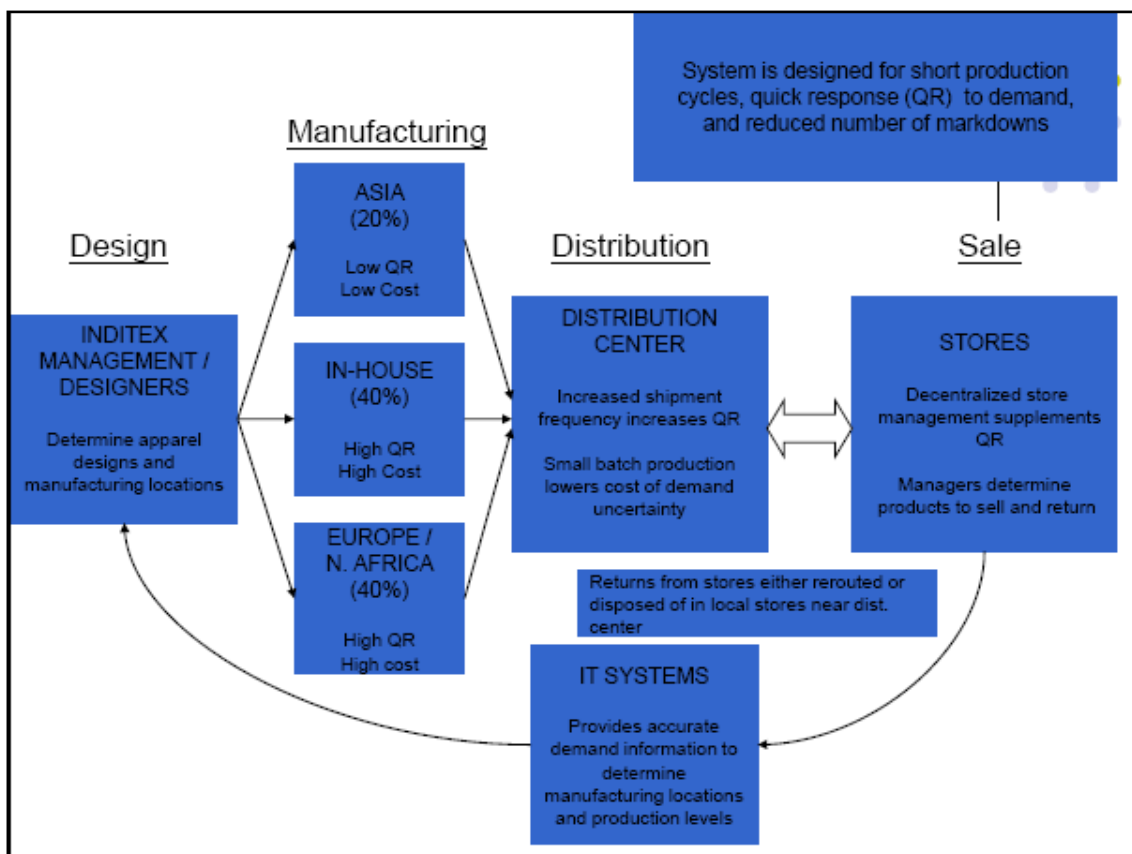 System is designed for short production
cycles, quick response (QR) to demand,
and reduced number of markdowns
Manufacturing
Design
Distribution
Sale
ASIA
(20%)
Low QR
Low Cost
INDITEX
MANAGEMENT /
DESIGNERS
Determine apparel
designs and
manufacturing locations
IN-HOUSE
(40%)
High QR
High Cost
EUROPE /
N. AFRICA
(40%)
High QR
High cost
DISTRIBUTION
CENTER
Increased shipment
frequency increases QR
Small batch production
lowers cost of demand
uncertainty
STORES
Decentralized store
management supplements
QR
Managers determine
products to sell and return
Returns from stores either rerouted or
disposed of in local stores near dist.
center
IT SYSTEMS
Provides accurate
demand information to
determine
manufacturing locations
and production levels